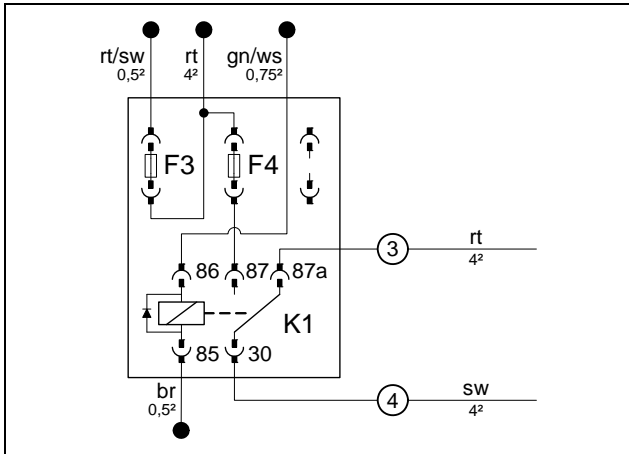 rt/sw rt gn/ws
0,5² 4² 0,75²
F3 F4
3 rt
4²
86 87 87a
K1
85 30
br
0,5²
4 sw
4²